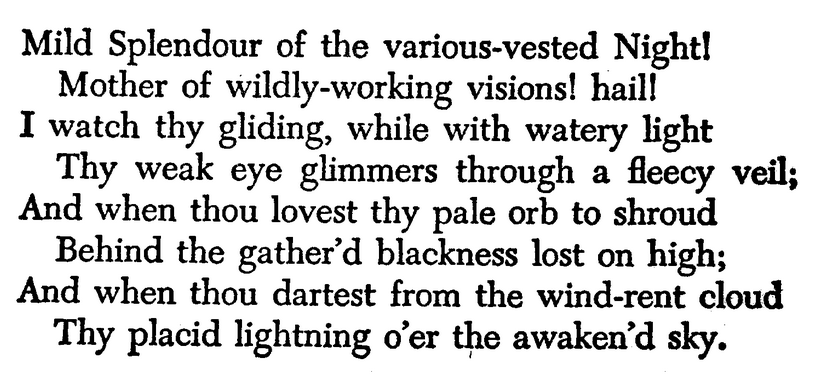 Mild Splendour of the various-vested Night!
Mother of wildly-working visions! hail!
I watch thy gliding, while with watery light
Thy weak eye glimmers through a fleecy veil;
And when thou lovest thy pale orb to shroud
Behind the gather'd blackness lost on high;
And when thou dartest from the wind-rent cloud
Thy placid lightning o'er the awaken'd sky.